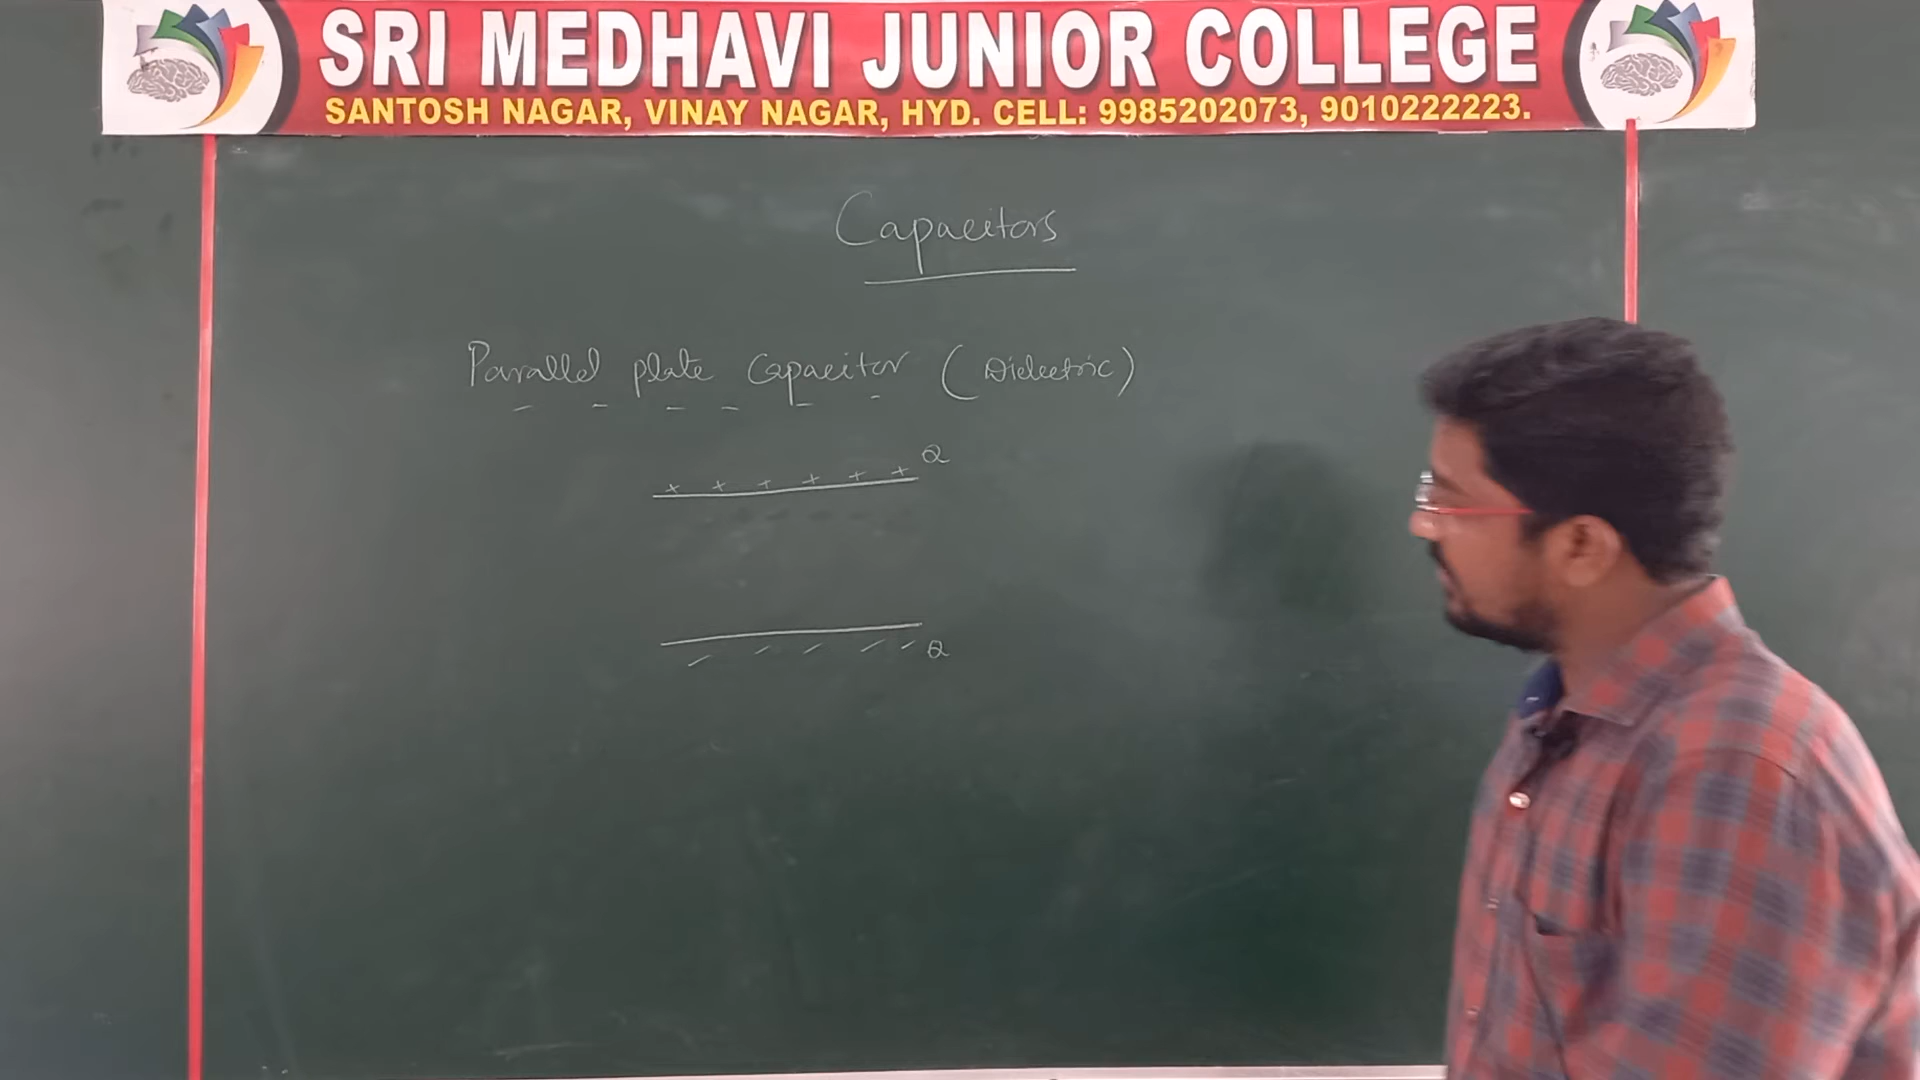 SRI MEDHAVI JUNIOR COLLEGE
SANTOSH NAGAR, VINAY NAGAR, HYD. CELL: 9985202073, 9010222223.
Capacitors
Parallel plate Capacitor (Dielectric)
+ + + + + + Q
- - - - - Q